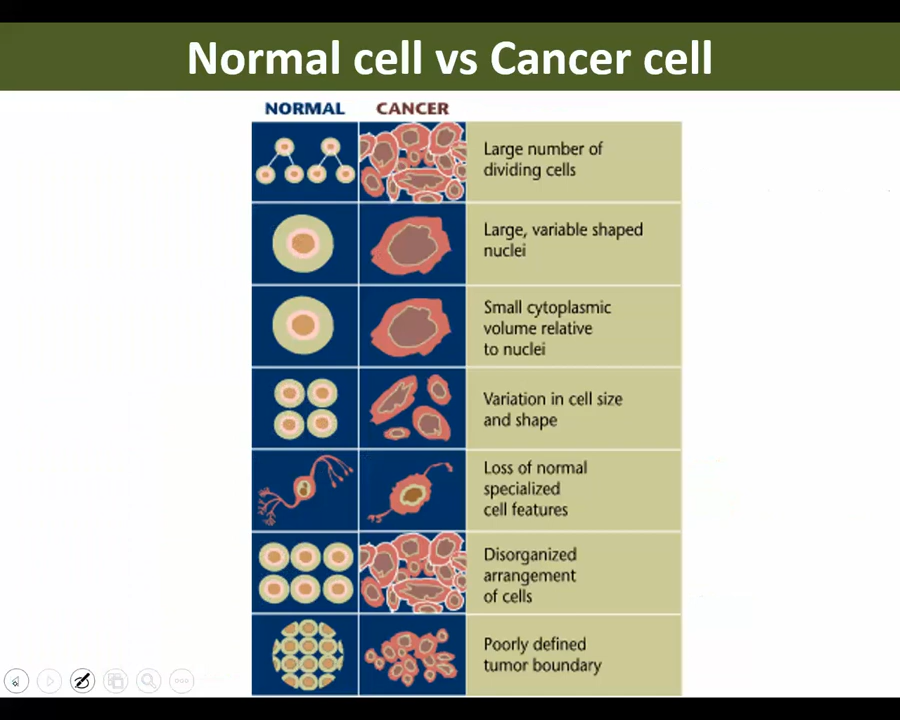 Normal cell vs Cancer cell
NORMAL CANCER
Large number of
dividing cells
Large, variable shaped
nuclei
Small cytoplasmic
volume relative
to nuclei
Variation in cell size
and shape
Loss of normal
specialized
cell features
Disorganized
arrangement
of cells
Poorly defined
tumor boundary